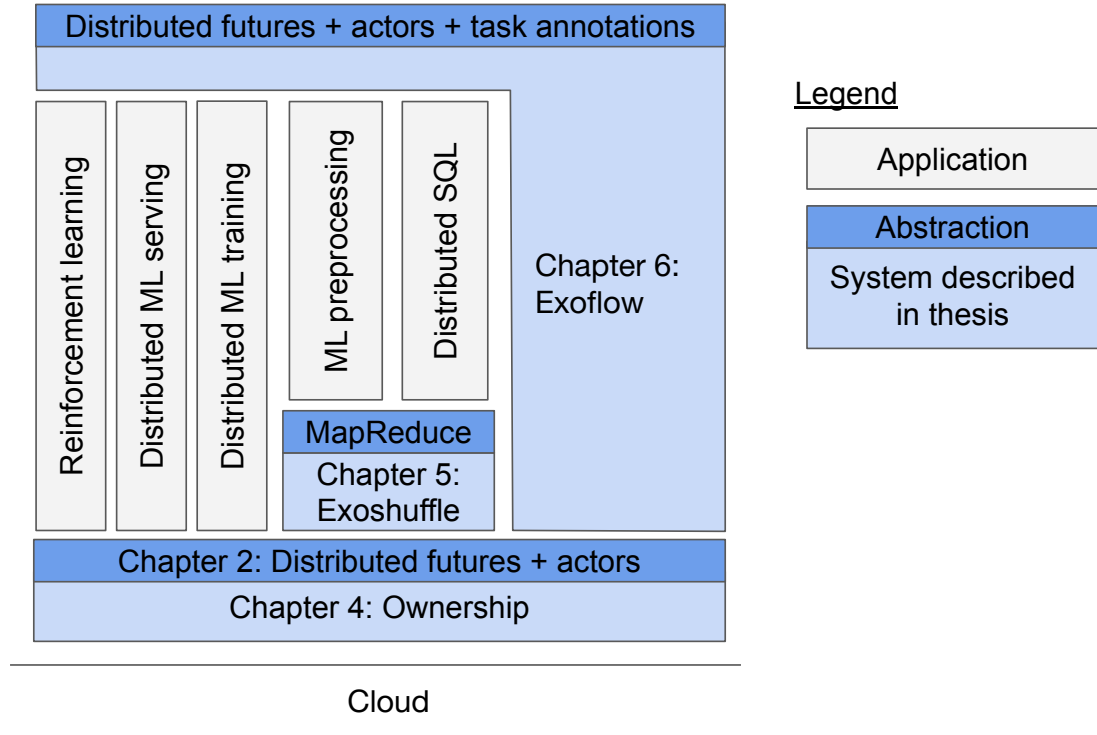 Distributed futures + actors + task annotations
Reinforcement learning
Distributed ML serving
Distributed ML training
ML preprocessing
Distributed SQL
Chapter 6:
Exoflow
MapReduce
Chapter 5:
Exoshuffle
Chapter 2: Distributed futures + actors
Chapter 4: Ownership
Cloud
Legend
Application
Abstraction
System described
in thesis